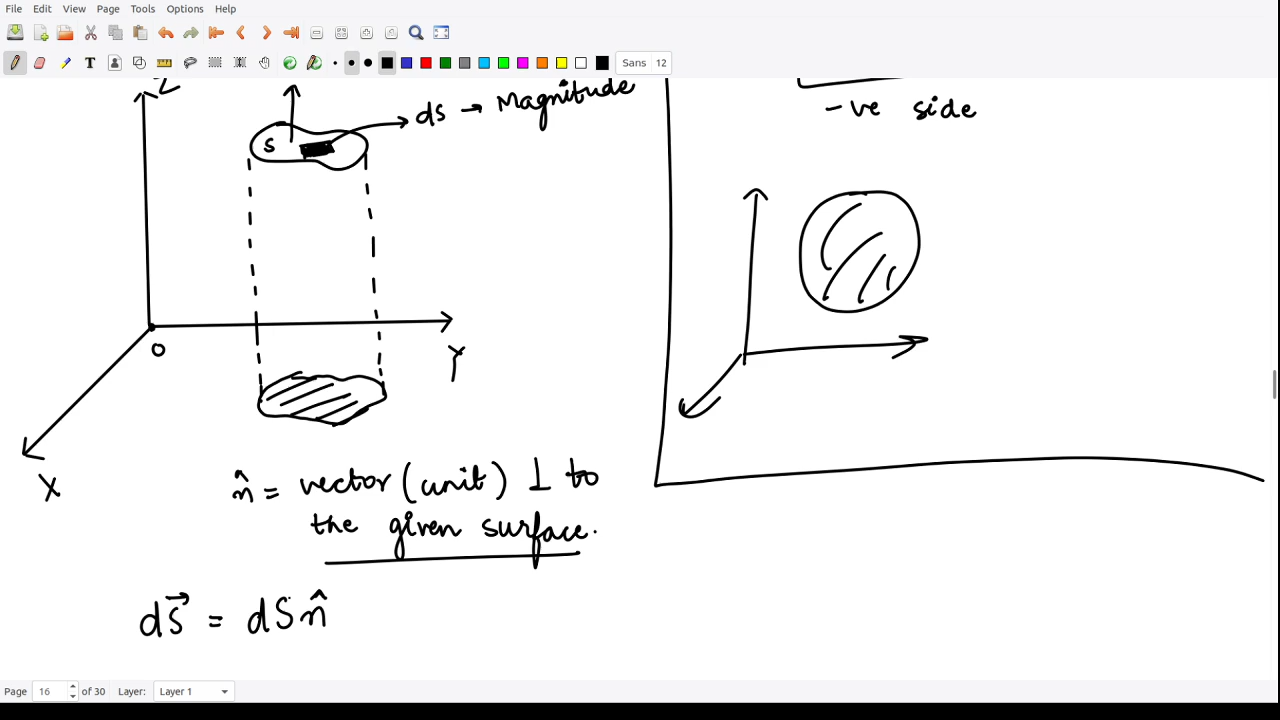 File Edit View Page Tools Options Help
Sans 12
Z
ds → Magnitude
S
O
Y
X
n̂ = vector (unit) ⊥ to
the given surface.
dS⃗ = dS n̂
-ve side
Page 16 of 30 Layer: Layer 1